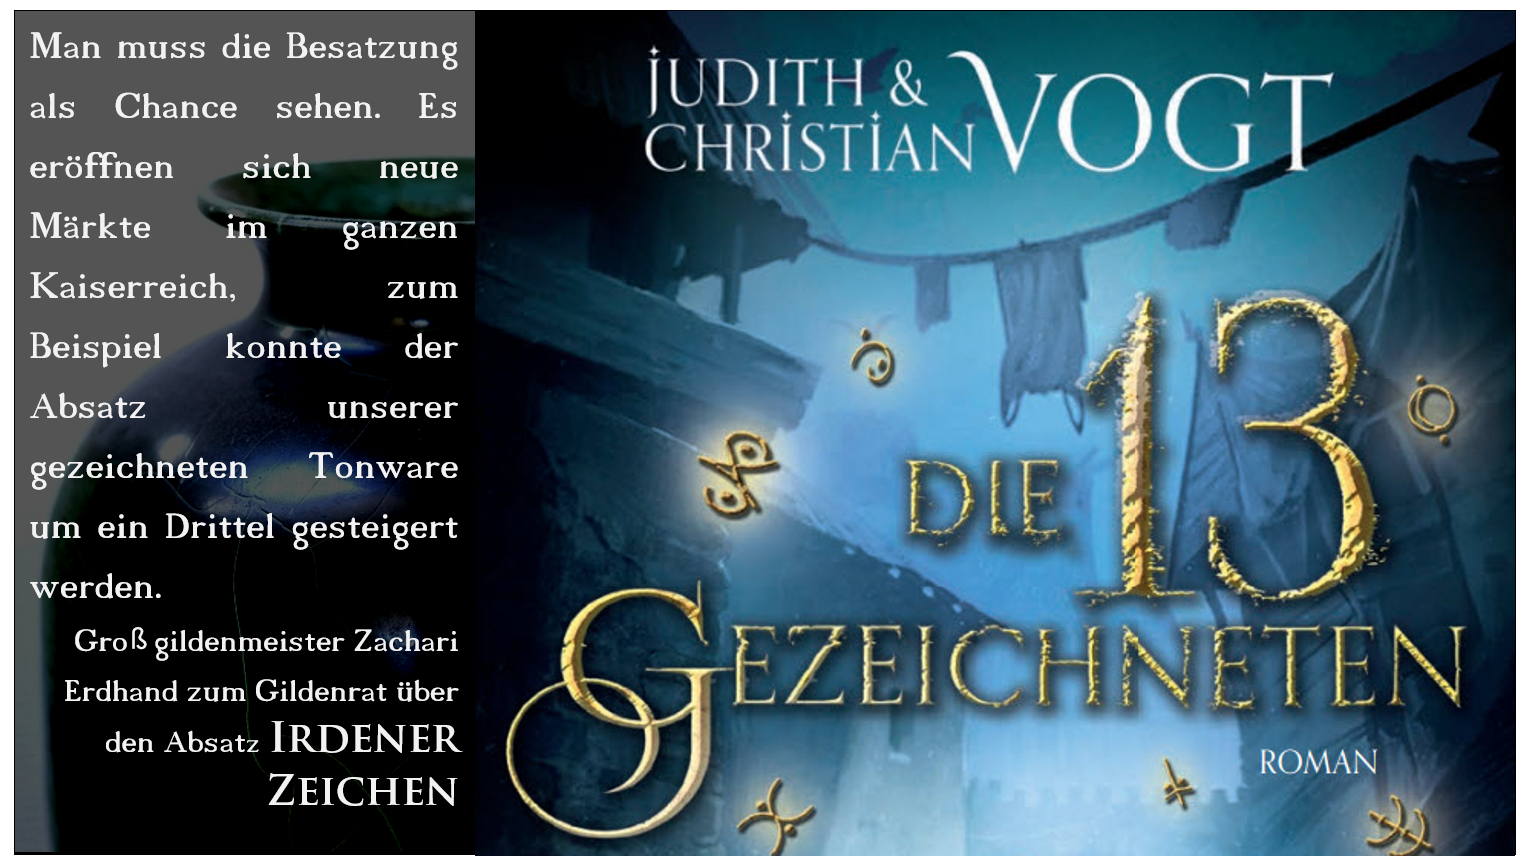 Man muss die Besatzung
als Chance sehen. Es
eröffnen sich neue
Märkte im ganzen
Kaiserreich, zum
Beispiel konnte der
Absatz unserer
gezeichneten Tonware
um ein Drittel gesteigert
werden.
Großgildenmeister Zachari
Erdhand zum Gildenrat über
den Absatz IRDENER
ZEICHEN
JUDITH &
CHRISTIAN VOGT
DIE 13
GEZEICHNETEN
ROMAN